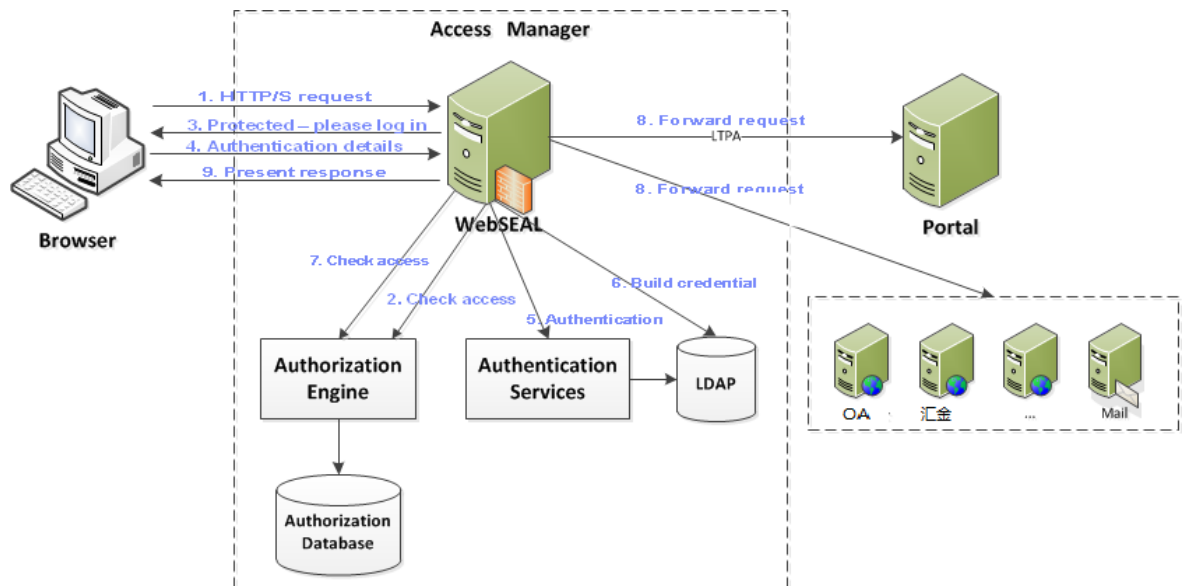 Access Manager
1. HTTP/S request
3. Protected – please log in
4. Authentication details
9. Present response
8. Forward request
LTPA
8. Forward request
Browser
WebSEAL
Portal
7. Check access
2. Check access
6. Build credential
5. Authentication
Authorization
Engine
Authentication
Services
LDAP
OA
汇金
...
Mail
Authorization
Database